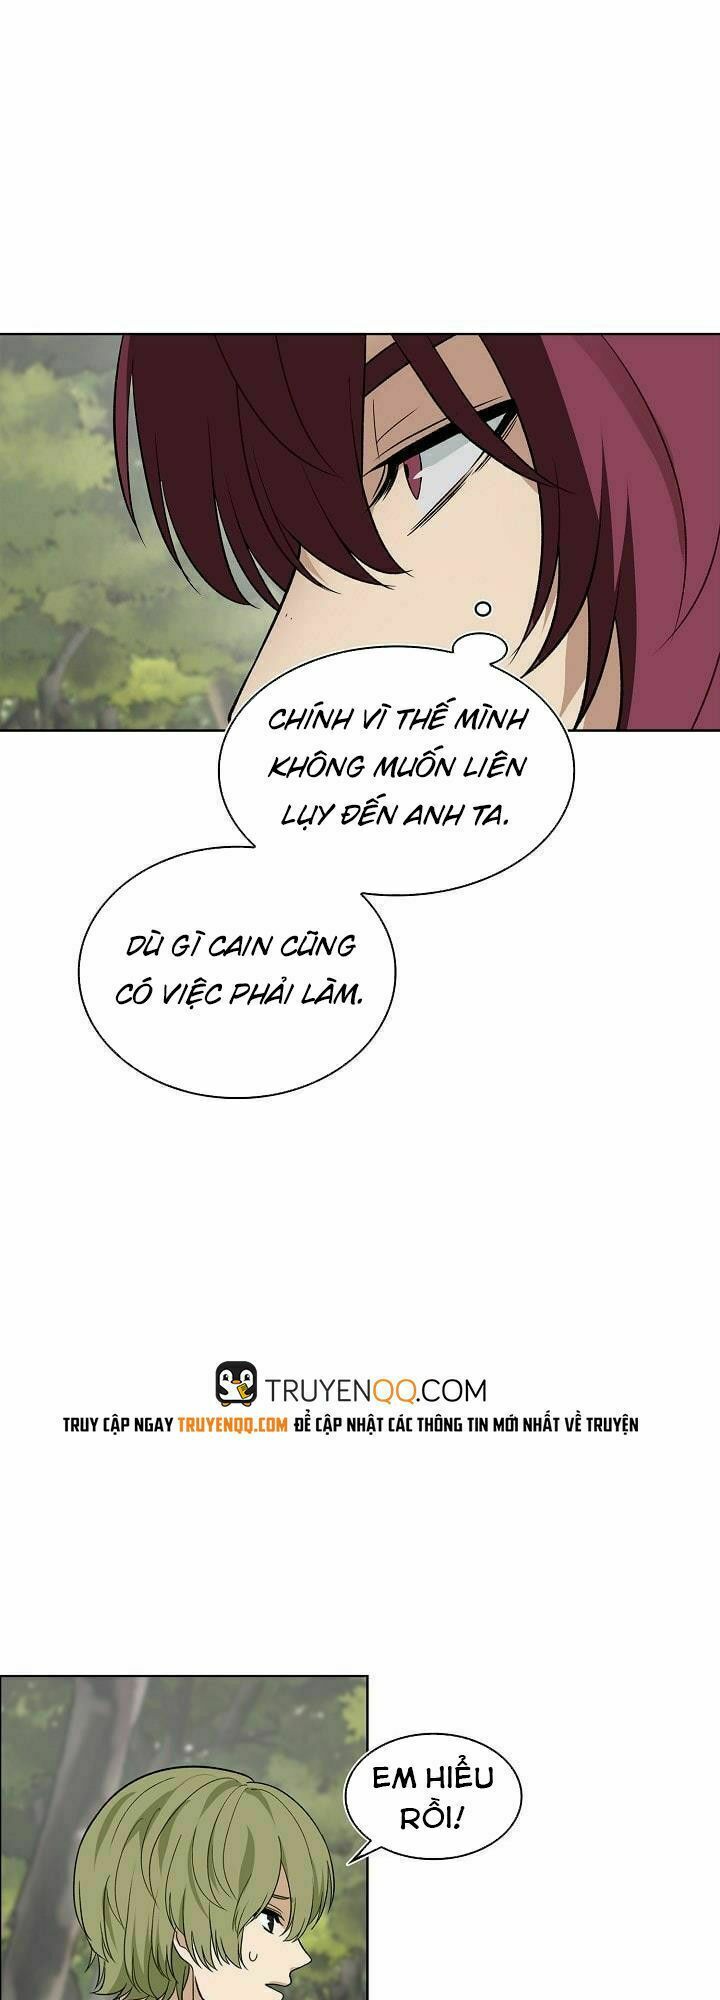 CHÍNH VÌ THẾ MÌNH
KHÔNG MUỐN LIÊN
LỤY ĐẾN ANH TA.
DÙ GÌ CAIN CŨNG
CÓ VIỆC PHẢI LÀM.
TRUYENQQ.COM
TRUY CẬP NGAY TRUYENQQ.COM ĐỂ CẬP NHẬT CÁC THÔNG TIN MỚI NHẤT VỀ TRUYỆN
EM HIỂU
RỒI!